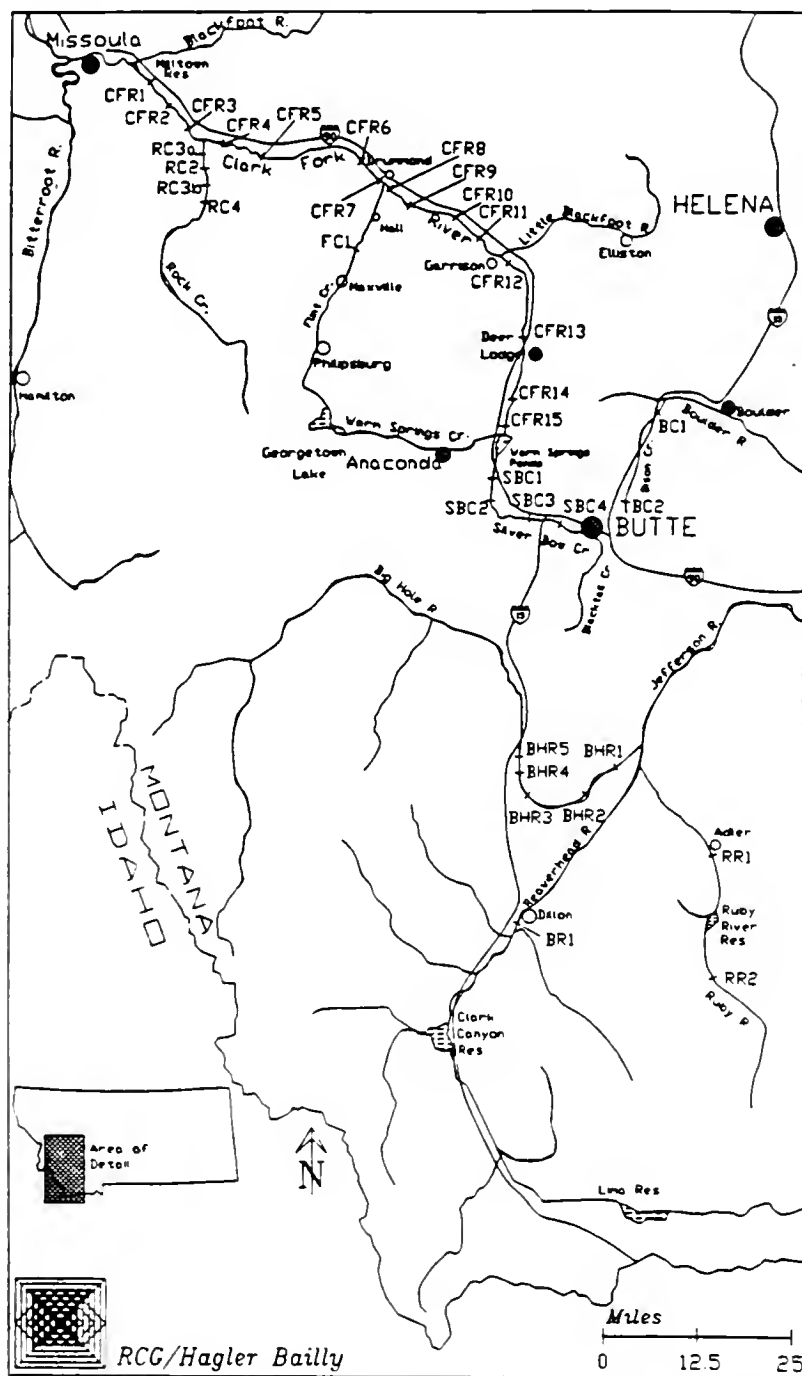 Missoula
Blackfoot R.
Milltown
Res
CFR1
CFR2
CFR3
CFR4
CFR5
CFR6
CFR7
CFR8
CFR9
CFR10
CFR11
CFR12
RC3a
RC2
RC3b
RC4
Clark Fork River
90
Drummond
Hall
FC1
Maxville
Flint Cr.
Philipsburg
Rock Cr.
Bitterroot R.
Hamilton
Garrison
Little Blackfoot R
Elliston
HELENA
15
Deer
Lodge
CFR13
CFR14
CFR15
Warm Springs Cr.
Georgetown
Lake
Anaconda
Warm Springs
Ponds
SBC1
SBC2
SBC3
SBC4
BUTTE
Silver Bow Cr
Blacktail Cr
BC1
Boulder R
Boulder
TBC2
90
15
Big Hole R
Jefferson R.
BHR5
BHR4
BHR3
BHR2
BHR1
Beaverhead R
Adler
RR1
Ruby
River
Res
RR2
Ruby R
Dillon
BR1
Clark
Canyon
Res
MONTANA
IDAHO
Area of
Detail
N
Lima Res
RCG/Hagler Bailly
Miles
0 12.5 25